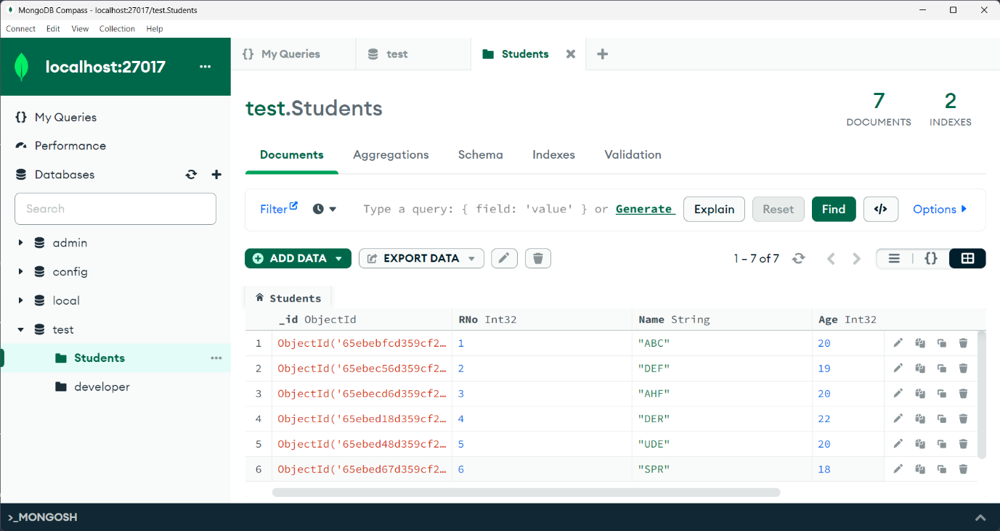 MongoDB Compass - localhost:27017/test.Students
Connect Edit View Collection Help
localhost:27017 ...
{} My Queries
Performance
Databases
Search
admin
config
local
test
Students ...
developer
{} My Queries test Students
test.Students
7 DOCUMENTS
2 INDEXES
Documents Aggregations Schema Indexes Validation
Filter Type a query: { field: 'value' } or Generate Explain Reset Find </> Options
ADD DATA EXPORT DATA 1 – 7 of 7 {}
Students
_id ObjectId RNo Int32 Name String Age Int32
1 ObjectId('65ebebfcd359cf2… 1 "ABC" 20
2 ObjectId('65ebec56d359cf2… 2 "DEF" 19
3 ObjectId('65ebecd6d359cf2… 3 "AHF" 20
4 ObjectId('65ebed18d359cf2… 4 "DER" 22
5 ObjectId('65ebed48d359cf2… 5 "UDE" 20
6 ObjectId('65ebed67d359cf2… 6 "SPR" 18
>_MONGOSH